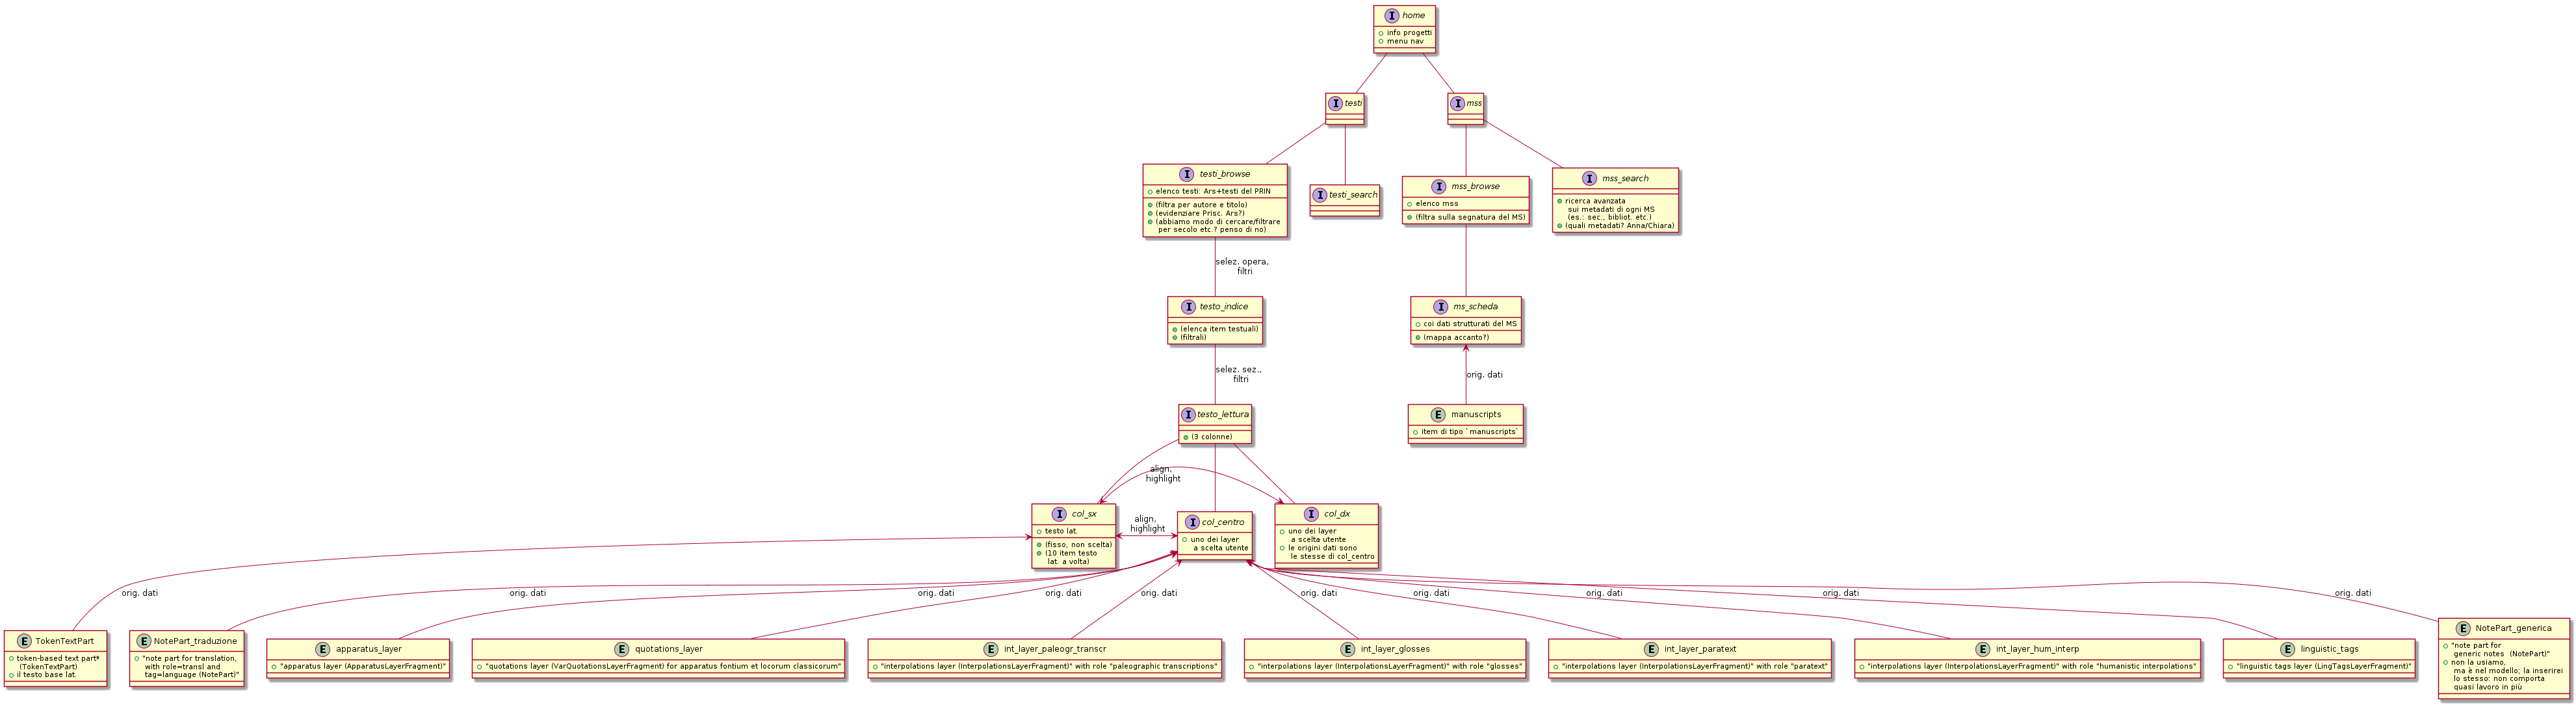 home
info progetti
menu nav
testi
mss
testi_browse
elenco testi: Ars+testi del PRIN
(filtra per autore e titolo)
(evidenziare Prisc. Ars?)
(abbiamo modo di cercare/filtrare
per secolo etc.? penso di no)
testi_search
mss_browse
elenco mss
(filtra sulla segnatura del MS)
mss_search
ricerca avanzata
sui metadati di ogni MS
(es.: sec., bibliot. etc.)
(quali metadati? Anna/Chiara)
selez. opera,
filtri
testo_indice
(elenca item testuali)
(filtrali)
ms_scheda
coi dati strutturati del MS
(mappa accanto?)
selez. sez.,
filtri
orig. dati
testo_lettura
(3 colonne)
manuscripts
item di tipo `manuscripts`
align,
highlight
col_sx
testo lat.
(fisso, non scelta)
(10 item testo
lat. a volta)
align,
highlight
col_centro
uno dei layer
a scelta utente
col_dx
uno dei layer
a scelta utente
le origini dati sono
le stesse di col_centro
orig. dati
orig. dati
orig. dati
orig. dati
orig. dati
orig. dati
orig. dati
orig. dati
orig. dati
orig. dati
TokenTextPart
token-based text part*
(TokenTextPart)
il testo base lat.
NotePart_traduzione
"note part for translation,
with role=transl and
tag=language (NotePart)"
apparatus_layer
"apparatus layer (ApparatusLayerFragment)"
quotations_layer
"quotations layer (VarQuotationsLayerFragment) for apparatus fontium et locorum classicorum"
int_layer_paleogr_transcr
"interpolations layer (InterpolationsLayerFragment)" with role "paleographic transcriptions"
int_layer_glosses
"interpolations layer (InterpolationsLayerFragment)" with role "glosses"
int_layer_paratext
"interpolations layer (InterpolationsLayerFragment)" with role "paratext"
int_layer_hum_interp
"interpolations layer (InterpolationsLayerFragment)" with role "humanistic interpolations"
linguistic_tags
"linguistic tags layer (LingTagsLayerFragment)"
NotePart_generica
"note part for
generic notes (NotePart)"
non la usiamo,
ma è nel modello; la inserirei
lo stesso: non comporta
quasi lavoro in più